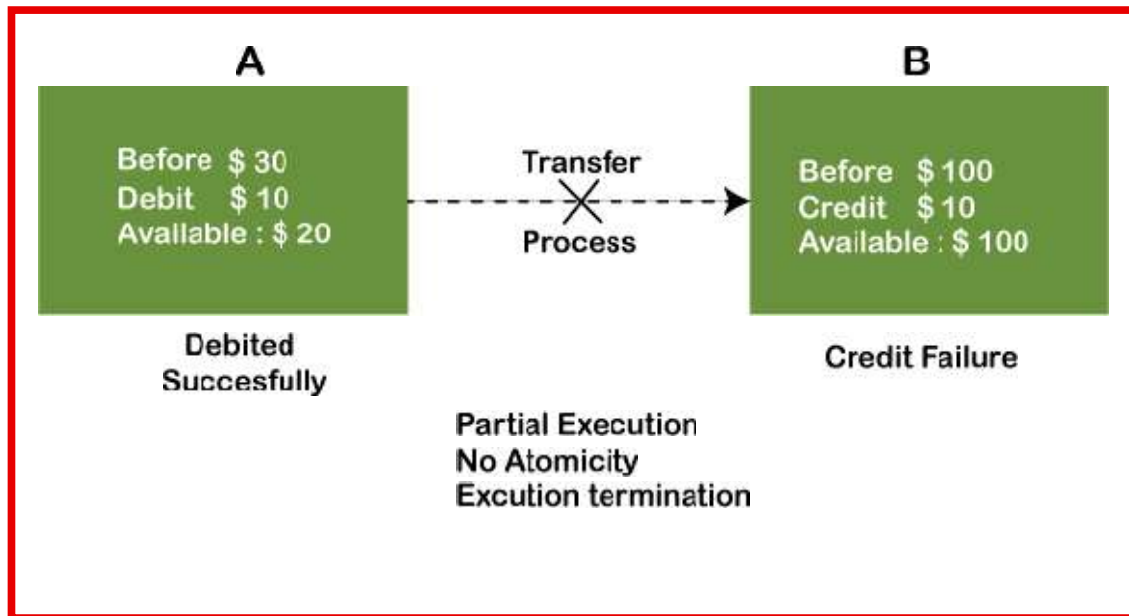 A
Before $ 30
Debit $ 10
Available : $ 20
Debited
Succesfully
Transfer
Process
B
Before $ 100
Credit $ 10
Available : $ 100
Credit Failure
Partial Execution
No Atomicity
Excution termination